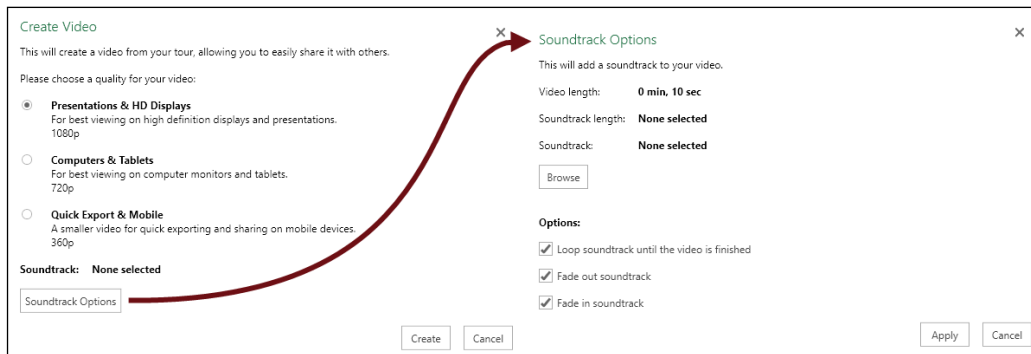 Create Video
This will create a video from your tour, allowing you to easily share it with others.
Please choose a quality for your video:
Presentations & HD Displays
For best viewing on high definition displays and presentations.
1080p
Computers & Tablets
For best viewing on computer monitors and tablets.
720p
Quick Export & Mobile
A smaller video for quick exporting and sharing on mobile devices.
360p
Soundtrack: None selected
Soundtrack Options
Create Cancel
Soundtrack Options
This will add a soundtrack to your video.
Video length: 0 min, 10 sec
Soundtrack length: None selected
Soundtrack: None selected
Browse
Options:
Loop soundtrack until the video is finished
Fade out soundtrack
Fade in soundtrack
Apply Cancel